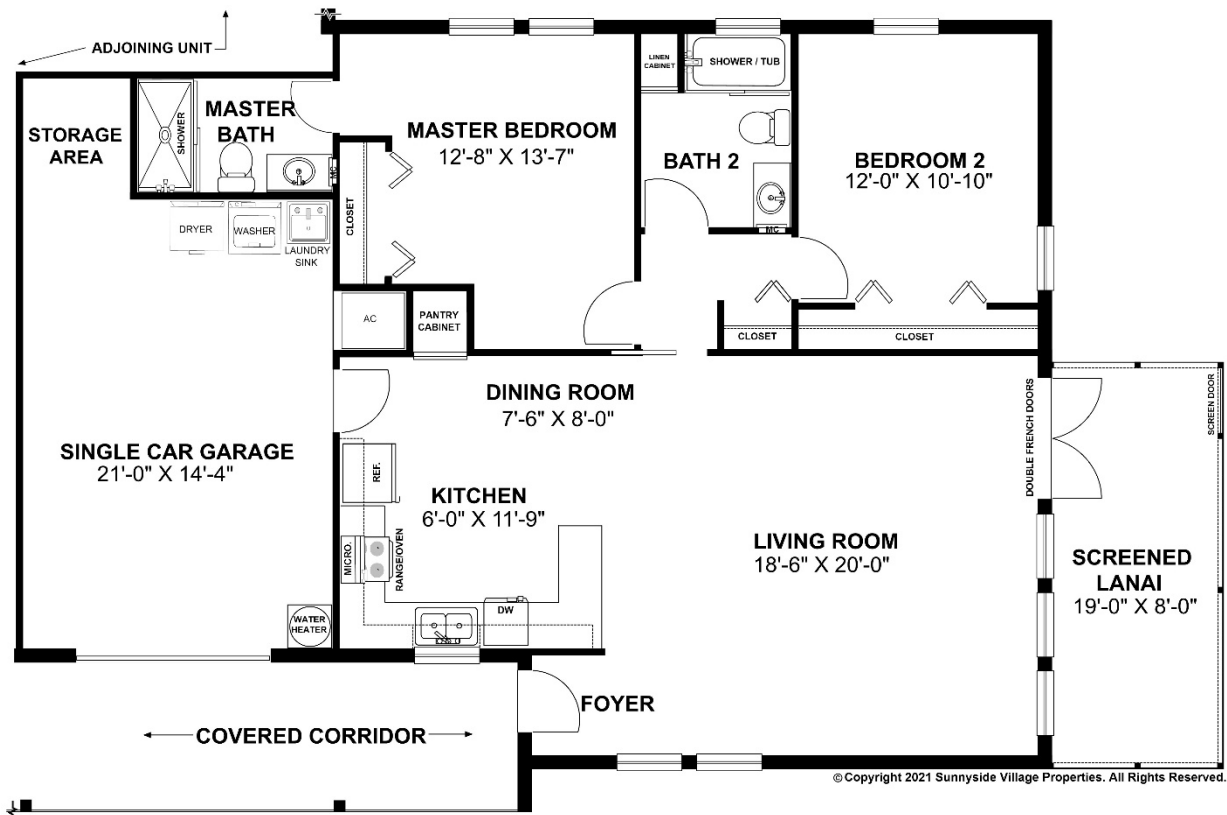 ADJOINING UNIT
STORAGE
AREA
SHOWER
MASTER
BATH
MC
MASTER BEDROOM
12'-8" X 13'-7"
CLOSET
LINEN
CABINET
SHOWER / TUB
BATH 2
MC
BEDROOM 2
12'-0" X 10'-10"
DRYER
WASHER
LAUNDRY
SINK
AC
PANTRY
CABINET
CLOSET
CLOSET
DINING ROOM
7'-6" X 8'-0"
SINGLE CAR GARAGE
21'-0" X 14'-4"
REF.
KITCHEN
6'-0" X 11'-9"
MICRO.
RANGE/OVEN
DW
WATER
HEATER
LIVING ROOM
18'-6" X 20'-0"
DOUBLE FRENCH DOORS
SCREEN DOOR
SCREENED
LANAI
19'-0" X 8'-0"
FOYER
COVERED CORRIDOR
© Copyright 2021 Sunnyside Village Properties. All Rights Reserved.